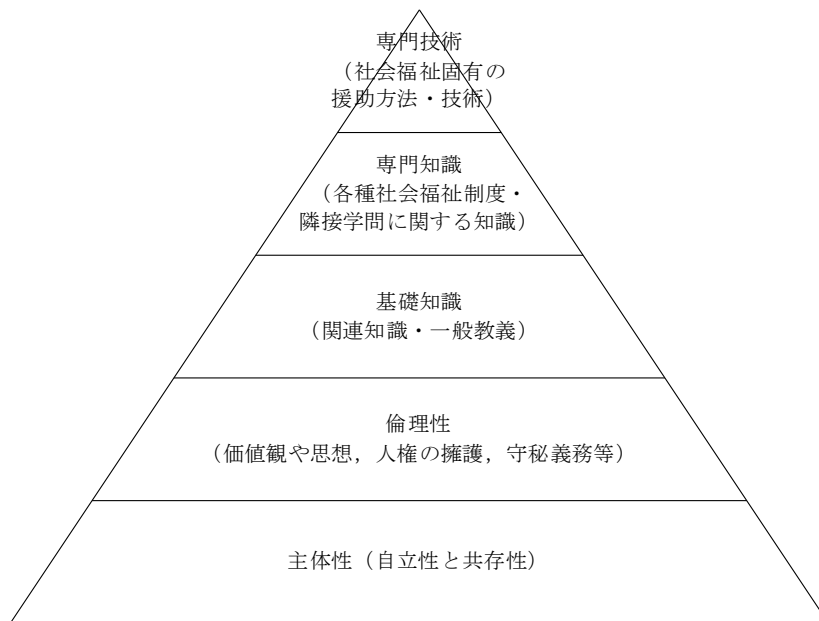 専門技術
（社会福祉固有の
援助方法・技術）
専門知識
（各種社会福祉制度・
隣接学問に関する知識）
基礎知識
（関連知識・一般教義）
倫理性
（価値観や思想，人権の擁護，守秘義務等）
主体性（自立性と共存性）